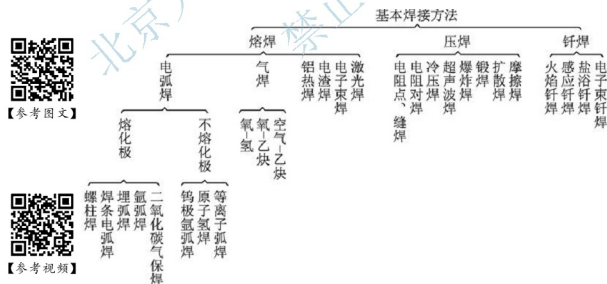 北京
禁止
基本焊接方法
熔焊
压焊
钎焊
电弧焊
气焊
铝热焊
电渣焊
电子束焊
激光焊
电阻点、缝焊
电阻对焊
冷压焊
超声波焊
爆炸焊
锻焊
扩散焊
摩擦焊
火焰钎焊
感应钎焊
盐浴钎焊
电子束钎焊
【参考图文】
熔化极
不熔化极
氧-氢
氧-乙炔
空气-乙炔
螺柱焊
焊条电弧焊
埋弧焊
氩弧焊
二氧化碳气保焊
钨极氩弧焊
原子氢焊
等离子弧焊
【参考视频】